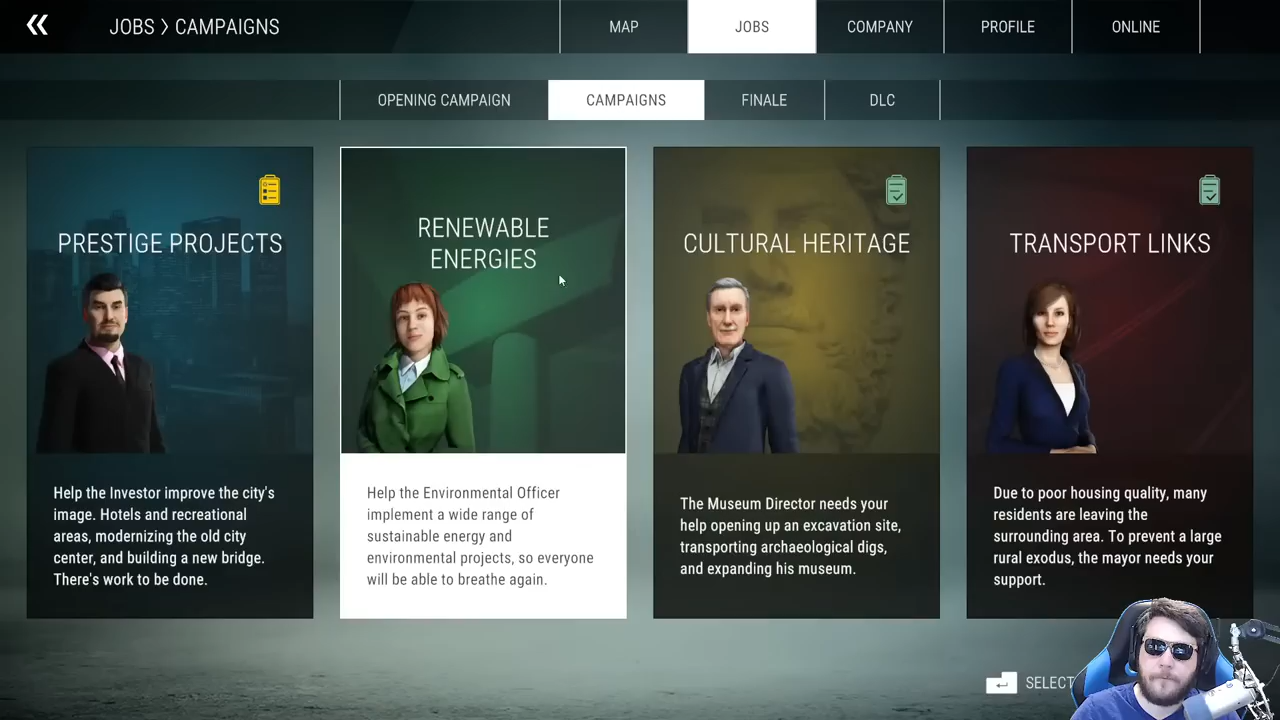 JOBS > CAMPAIGNS
MAP
JOBS
COMPANY
PROFILE
ONLINE
OPENING CAMPAIGN
CAMPAIGNS
FINALE
DLC
PRESTIGE PROJECTS
Help the Investor improve the city's
image. Hotels and recreational
areas, modernizing the old city
center, and building a new bridge.
There's work to be done.
RENEWABLE
ENERGIES
Help the Environmental Officer
implement a wide range of
sustainable energy and
environmental projects, so everyone
will be able to breathe again.
CULTURAL HERITAGE
The Museum Director needs your
help opening up an excavation site,
transporting archaeological digs,
and expanding his museum.
TRANSPORT LINKS
Due to poor housing quality, many
residents are leaving the
surrounding area. To prevent a large
rural exodus, the mayor needs your
support.
SELECT